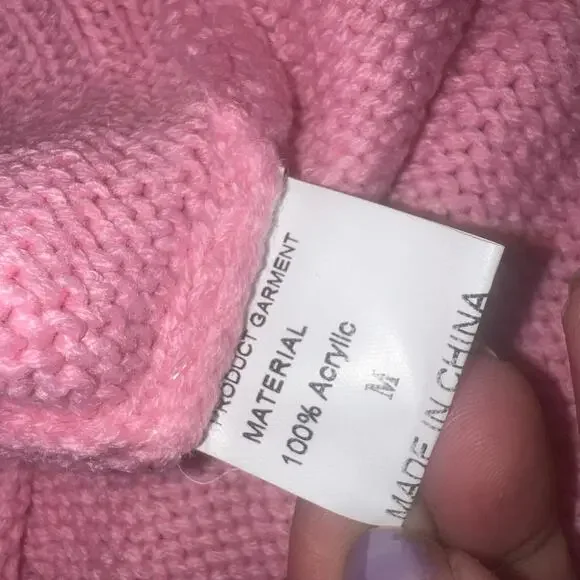 PRODUCT GARMENT
MATERIAL
100% Acrylic
M
MADE IN CHINA